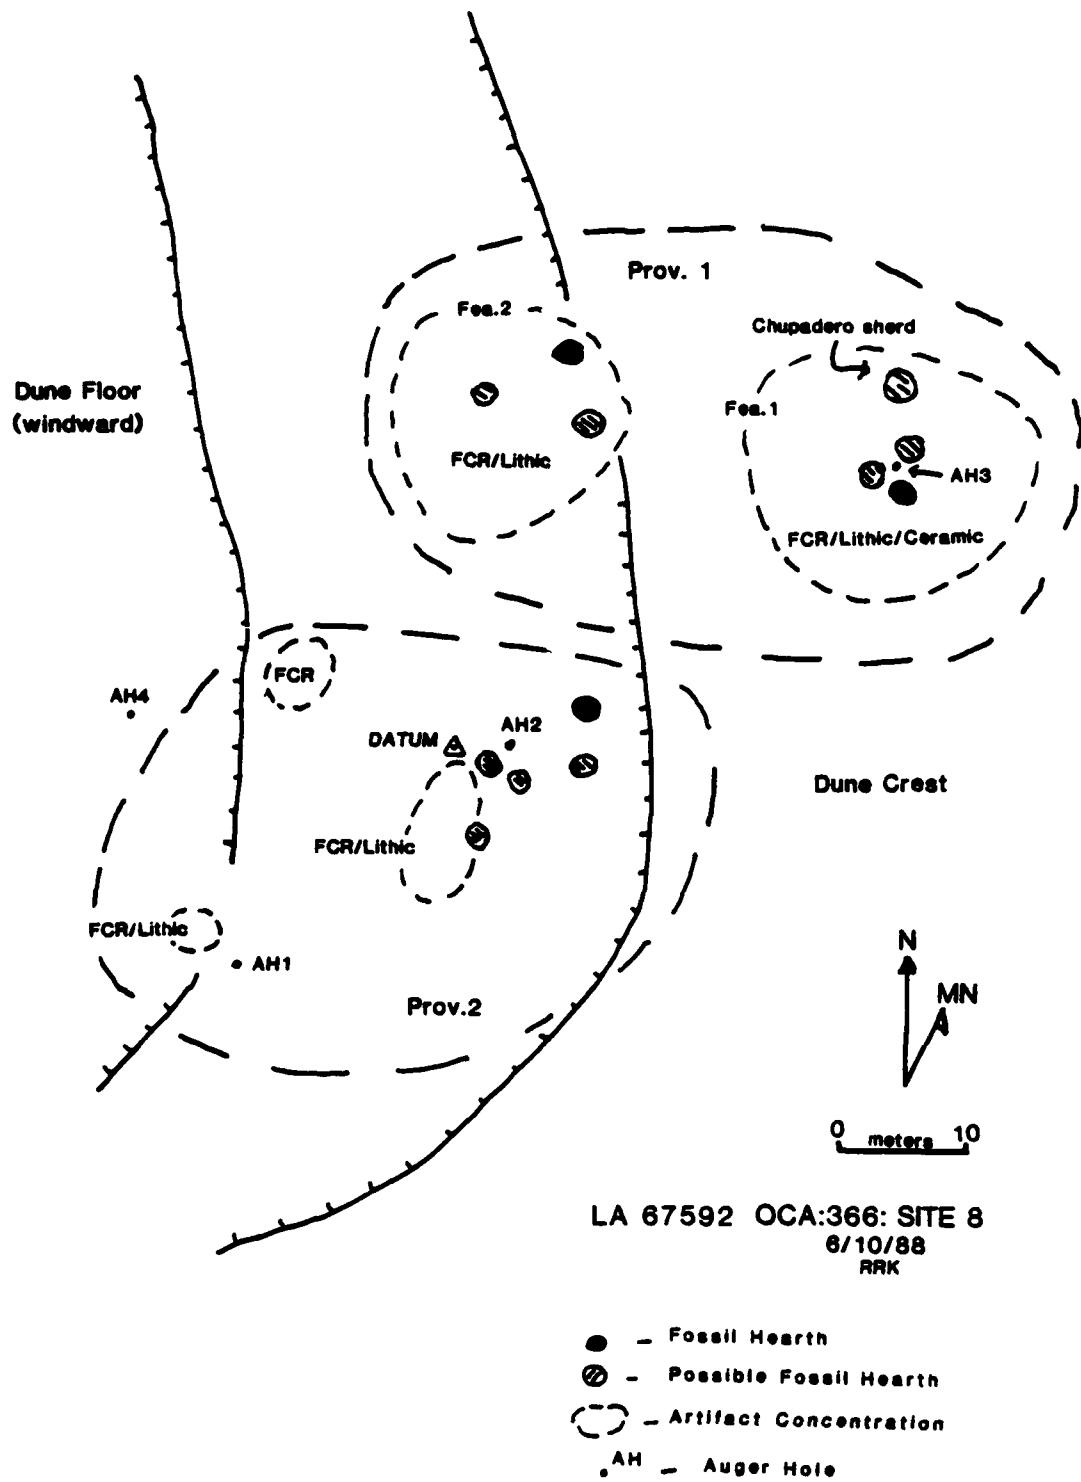 Prov. 1
Fea.2
Chupadero sherd
Dune Floor
(windward)
Fea.1
FCR/Lithic
AH3
FCR/Lithic/Ceramic
FCR
AH4
AH2
DATUM
Dune Crest
FCR/Lithic
FCR/Lithic
AH1
Prov.2
N
MN
0 meters 10
LA 67592 OCA:366: SITE 8
6/10/88
RRK
- Fossil Hearth
- Possible Fossil Hearth
- Artifact Concentration
AH - Auger Hole